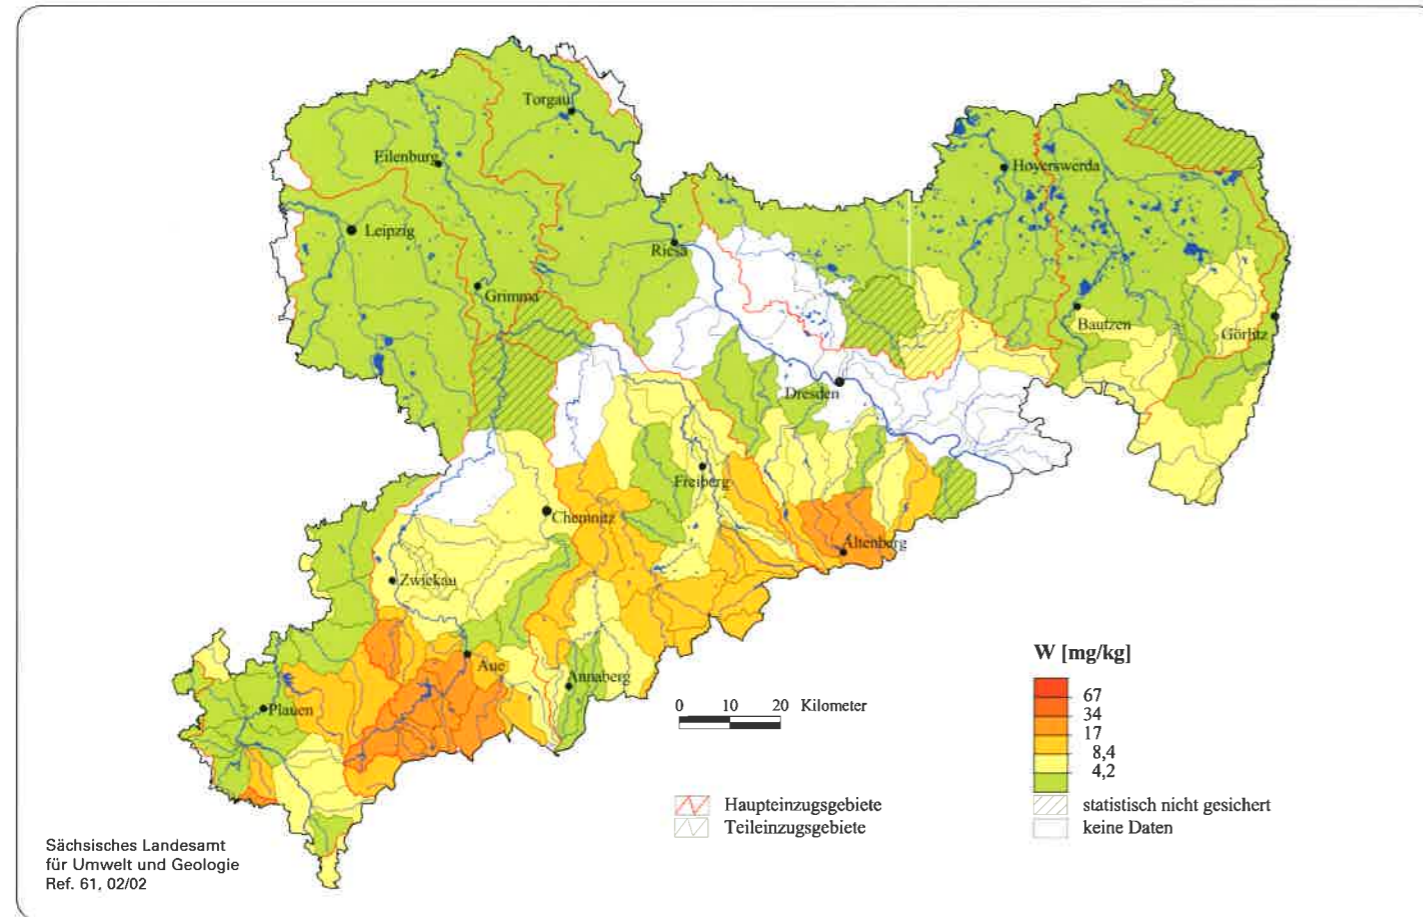 Torgau
Eilenburg
Hoyerswerda
Leipzig
Riesa
Grimma
Bautzen
Görlitz
Dresden
Freiberg
Chemnitz
Altenberg
Zwickau
Aue
Annaberg
Plauen
W [mg/kg]
67
34
17
8,4
4,2
0 10 20 Kilometer
Haupteinzugsgebiete
Teileinzugsgebiete
statistisch nicht gesichert
keine Daten
Sächsisches Landesamt
für Umwelt und Geologie
Ref. 61, 02/02